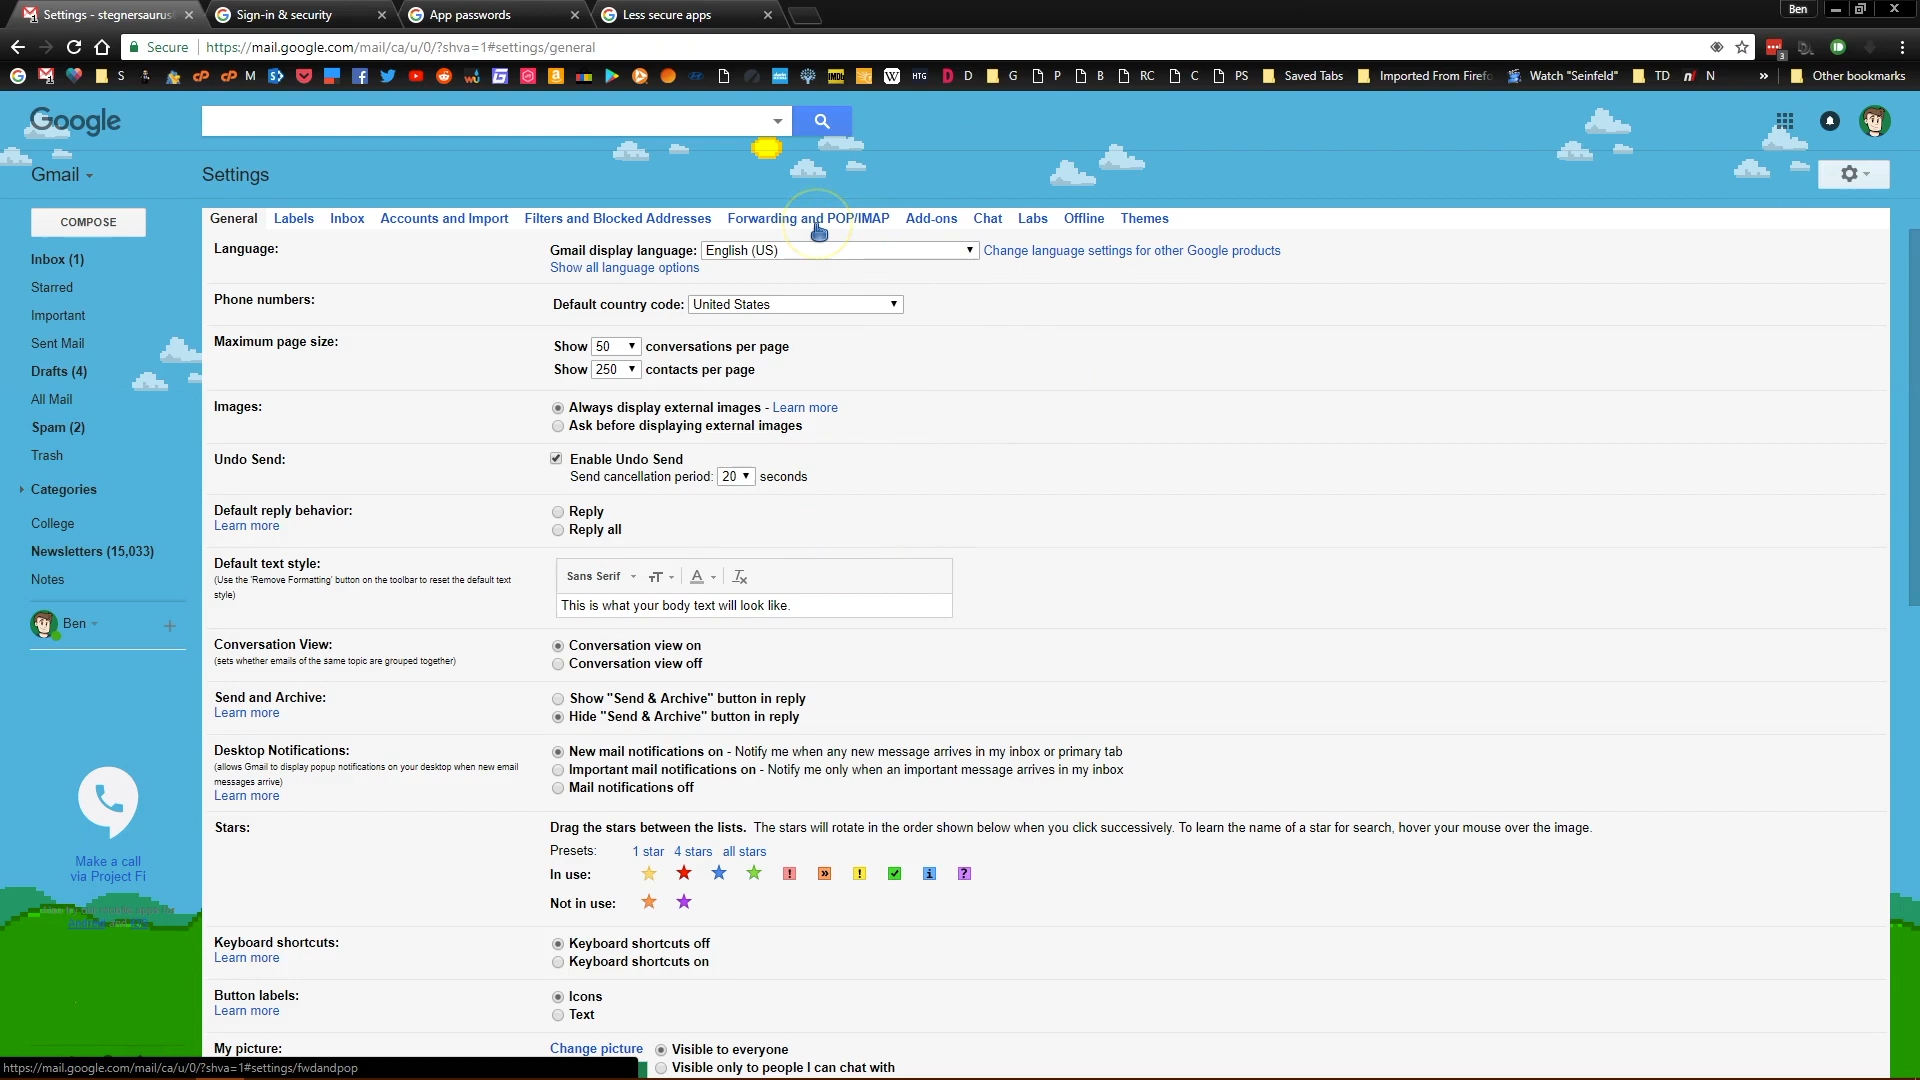 Settings - stegnersaurus
Sign-in & security
App passwords
Less secure apps
Ben
Secure
https://mail.google.com/mail/ca/u/0/?shva=1#settings/general
S
M
D
G
P
B
RC
C
PS
Saved Tabs
Imported From Firefo
Watch "Seinfeld"
TD
N
»
Other bookmarks
Google
Gmail
Settings
COMPOSE
General
Labels
Inbox
Accounts and Import
Filters and Blocked Addresses
Forwarding and POP/IMAP
Add-ons
Chat
Labs
Offline
Themes
Inbox (1)
Starred
Important
Sent Mail
Drafts (4)
All Mail
Spam (2)
Trash
Categories
College
Newsletters (15,033)
Notes
Ben
Make a call
via Project Fi
Language:
Gmail display language: English (US) Change language settings for other Google products
Show all language options
Phone numbers:
Default country code: United States
Maximum page size:
Show 50 conversations per page
Show 250 contacts per page
Images:
Always display external images - Learn more
Ask before displaying external images
Undo Send:
Enable Undo Send
Send cancellation period: 20 seconds
Default reply behavior:
Learn more
Reply
Reply all
Default text style:
(Use the 'Remove Formatting' button on the toolbar to reset the default text
style)
Sans Serif
This is what your body text will look like.
Conversation View:
(sets whether emails of the same topic are grouped together)
Conversation view on
Conversation view off
Send and Archive:
Learn more
Show "Send & Archive" button in reply
Hide "Send & Archive" button in reply
Desktop Notifications:
(allows Gmail to display popup notifications on your desktop when new email
messages arrive)
Learn more
New mail notifications on - Notify me when any new message arrives in my inbox or primary tab
Important mail notifications on - Notify me only when an important message arrives in my inbox
Mail notifications off
Stars:
Drag the stars between the lists. The stars will rotate in the order shown below when you click successively. To learn the name of a star for search, hover your mouse over the image.
Presets: 1 star 4 stars all stars
In use:
Not in use:
Keyboard shortcuts:
Learn more
Keyboard shortcuts off
Keyboard shortcuts on
Button labels:
Learn more
Icons
Text
My picture:
Change picture
Visible to everyone
Visible only to people I can chat with
https://mail.google.com/mail/ca/u/0/?shva=1#settings/fwdandpop